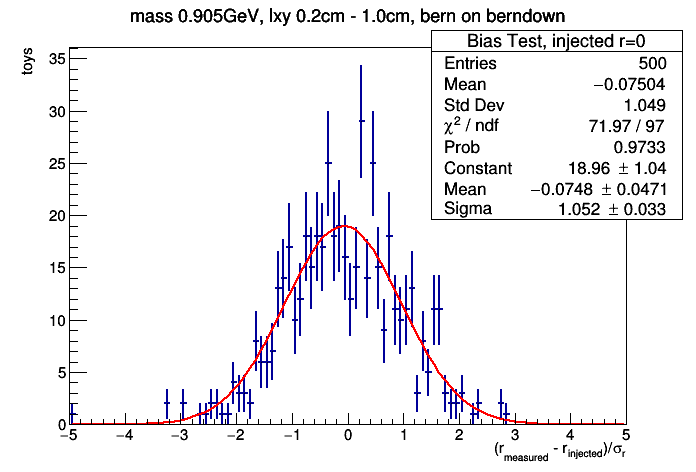 mass 0.905GeV, lxy 0.2cm - 1.0cm, bern on berndown
Bias Test, injected r=0
Entries 500
Mean −0.07504
Std Dev 1.049
χ² / ndf 71.97 / 97
Prob 0.9733
Constant 18.96 ± 1.04
Mean −0.0748 ± 0.0471
Sigma 1.052 ± 0.033
toys
35
30
25
20
15
10
5
0
−5 −4 −3 −2 −1 0 1 2 3 4 5
(r_measured - r_injected)/σ_r